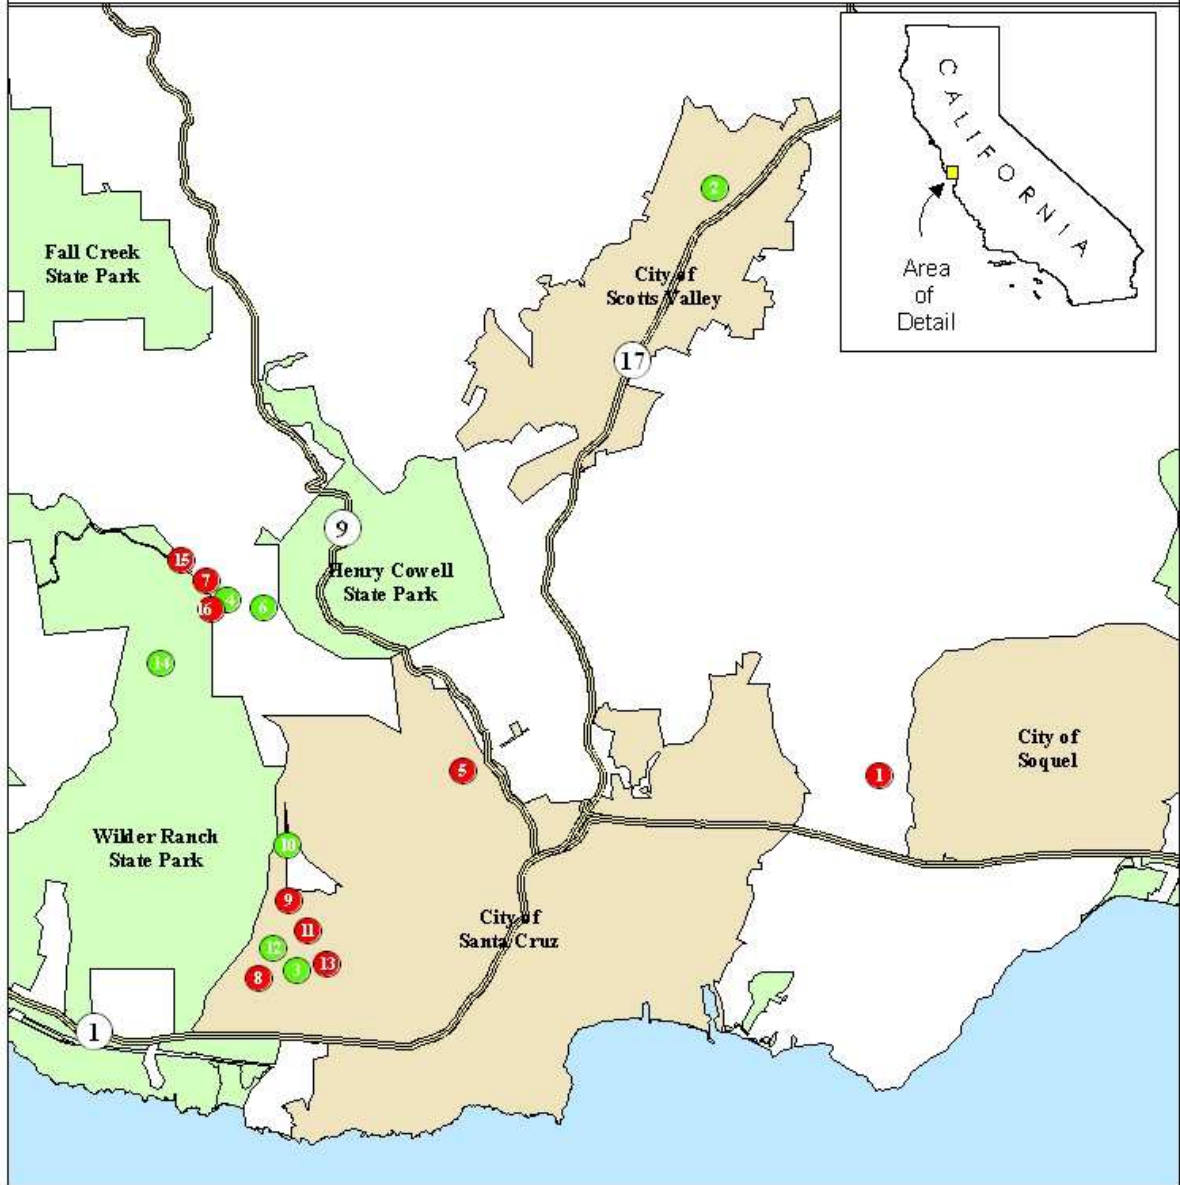 CALIFORNIA
Area
of
Detail
2
Fall Creek
State Park
City of
Scotts Valley
17
9
Henry Cowell
State Park
15
7
4
6
16
14
City of
Soquel
5
1
Wilder Ranch
State Park
10
9
City of
Santa Cruz
11
12
13
3
8
1